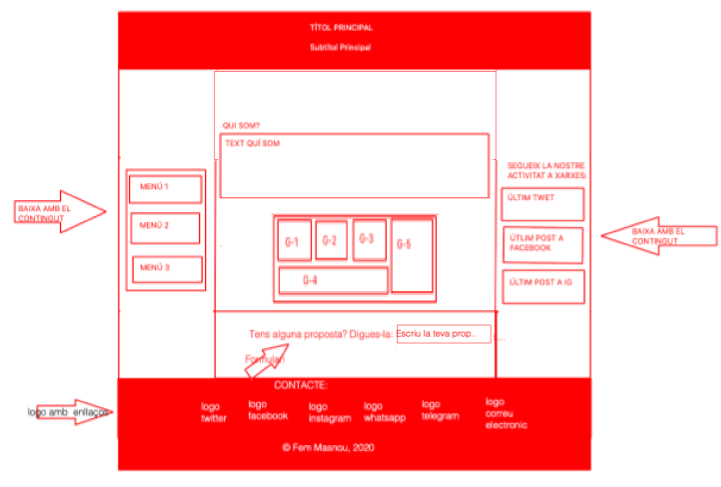 TÍTOL PRINCIPAL
Subtítol Principal
QUI SOM?
TEXT QUÍ SOM
MENÚ 1
MENÚ 2
MENÚ 3
BAIXA AMB EL
CONTINGUT
G-1
G-2
G-3
G-5
G-4
SEGUEIX LA NOSTRE
ACTIVITAT A XARXES:
ÚLTIM TWET
ÚTLIM POST A
FACEBOOK
ÚLTIM POST A IG
BAIXA AMB EL
CONTINGUT
Tens alguna proposta? Digues-la:
Escriu la teva prop..
CONTACTE:
logo amb enllaços
logo
twitter
logo
facebook
logo
instagram
logo
whatsapp
logo
telegram
logo
correu
electronic
© Fem Masnou, 2020